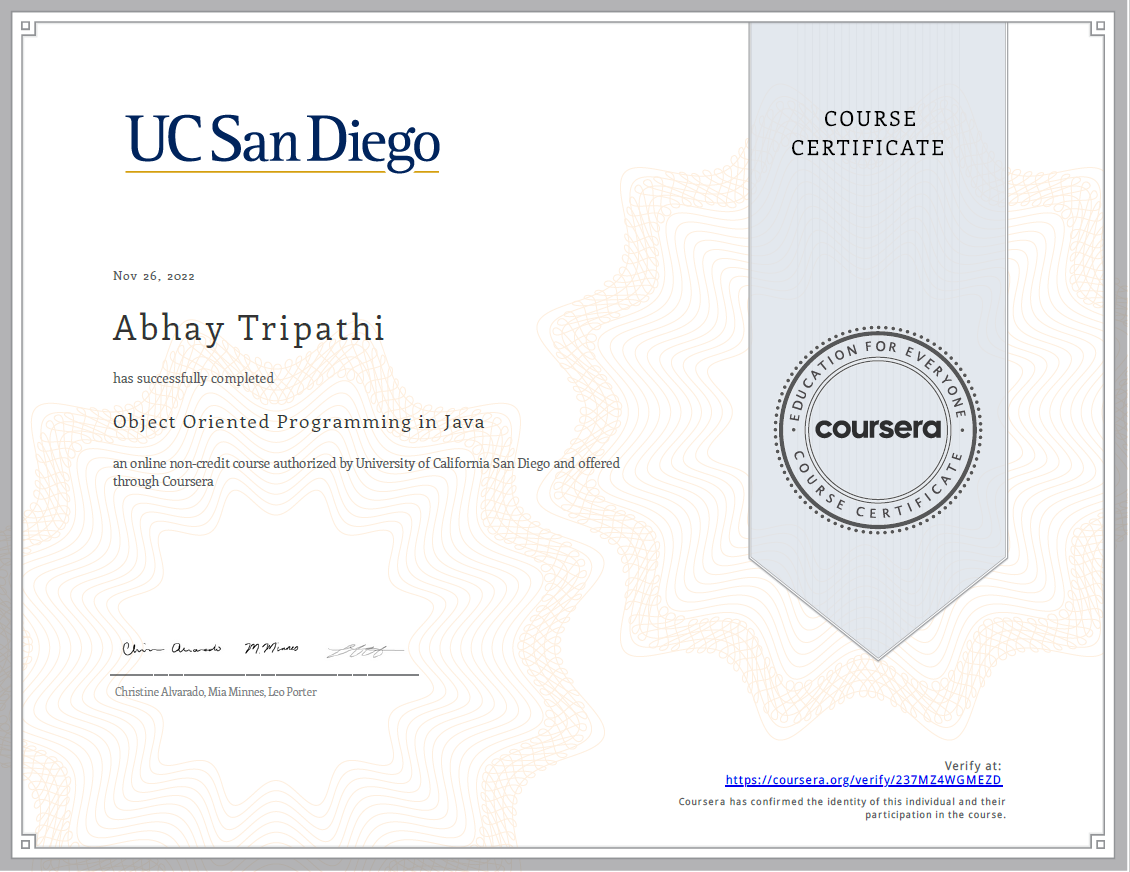 UC San Diego
COURSE
CERTIFICATE
Nov 26, 2022
Abhay Tripathi
has successfully completed
Object Oriented Programming in Java
an online non-credit course authorized by University of California San Diego and offered
through Coursera
EDUCATION FOR EVERYONE
coursera
COURSE CERTIFICATE
Christine Alvarado
M. Minnes
Christine Alvarado, Mia Minnes, Leo Porter
Verify at:
https://coursera.org/verify/237MZ4WGMEZD
Coursera has confirmed the identity of this individual and their
participation in the course.